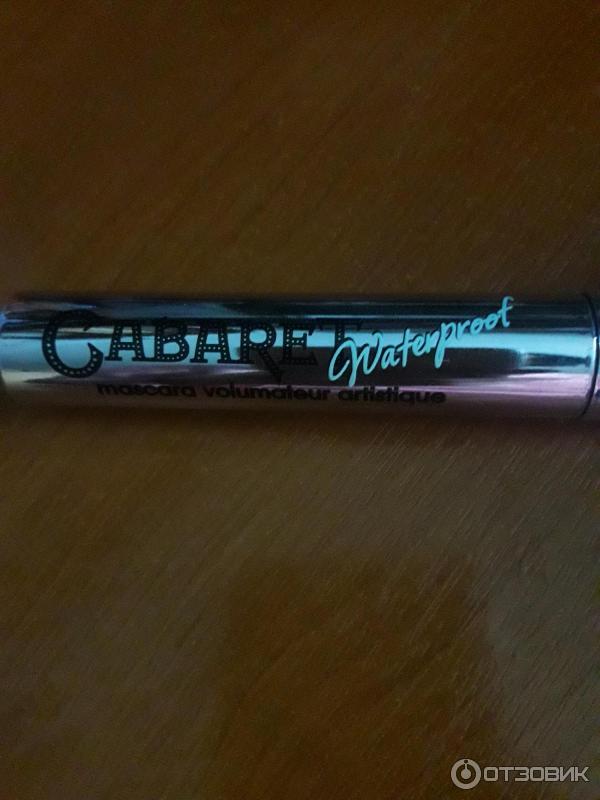 CABARET Waterproof
mascara volumateur artistique
ОТЗОВИК